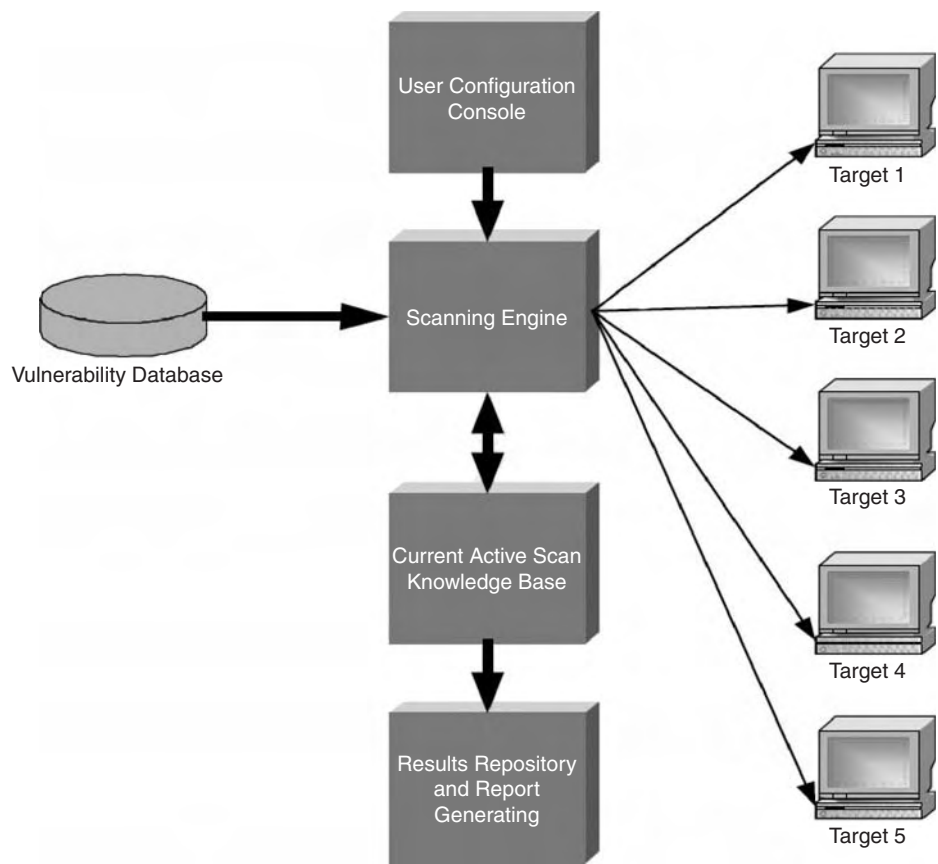 User Configuration
Console
Target 1
Target 2
Vulnerability Database
Scanning Engine
Target 3
Current Active Scan
Knowledge Base
Target 4
Results Repository
and Report
Generating
Target 5